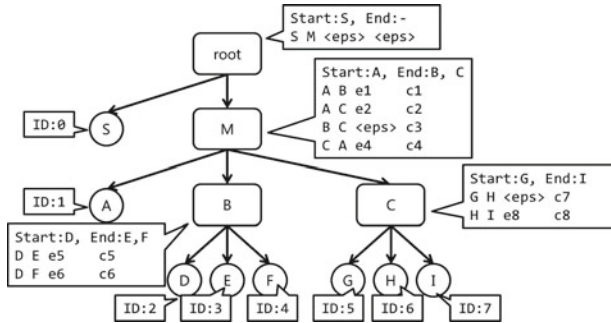 Start:S, End:-
S M <eps> <eps>
root
Start:A, End:B, C
A B e1 c1
A C e2 c2
B C <eps> c3
C A e4 c4
ID:0
S
M
Start:G, End:I
G H <eps> c7
H I e8 c8
ID:1
A
B
C
Start:D, End:E,F
D E e5 c5
D F e6 c6
D
E
F
G
H
I
ID:2
ID:3
ID:4
ID:5
ID:6
ID:7